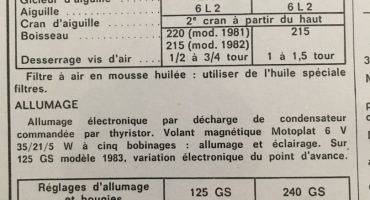 Aiguille 6 L 2 6 L 2
Cran d'aiguille 2e cran à partir du haut
Boisseau 220 (mod. 1981) 215
215 (mod. 1982)
Desserrage vis d'air 1/2 à 3/4 tour 1 à 1,5 tour
Filtre à air en mousse huilée : utiliser de l'huile spéciale
filtres.
ALLUMAGE
Allumage électronique par décharge de condensateur
commandée par thyristor. Volant magnétique Motoplat 6 V
35/21/5 W à cinq bobinages : allumage et éclairage. Sur
125 GS modèle 1983, variation électronique du point d'avance.
Réglages d'allumage 125 GS 240 GS
et bougies